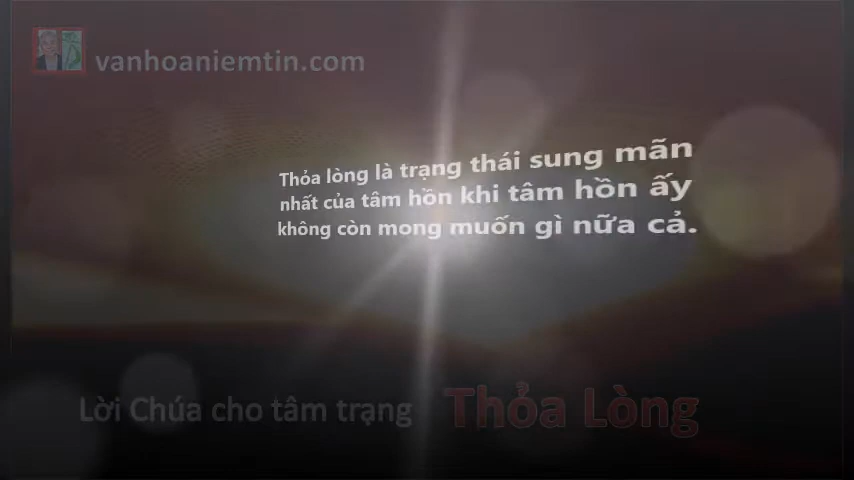 vanhoaniemtin.com
Thỏa lòng là trạng thái sung mãn
nhất của tâm hồn khi tâm hồn ấy
không còn mong muốn gì nữa cả.
Lời Chúa cho tâm trạng Thỏa Lòng